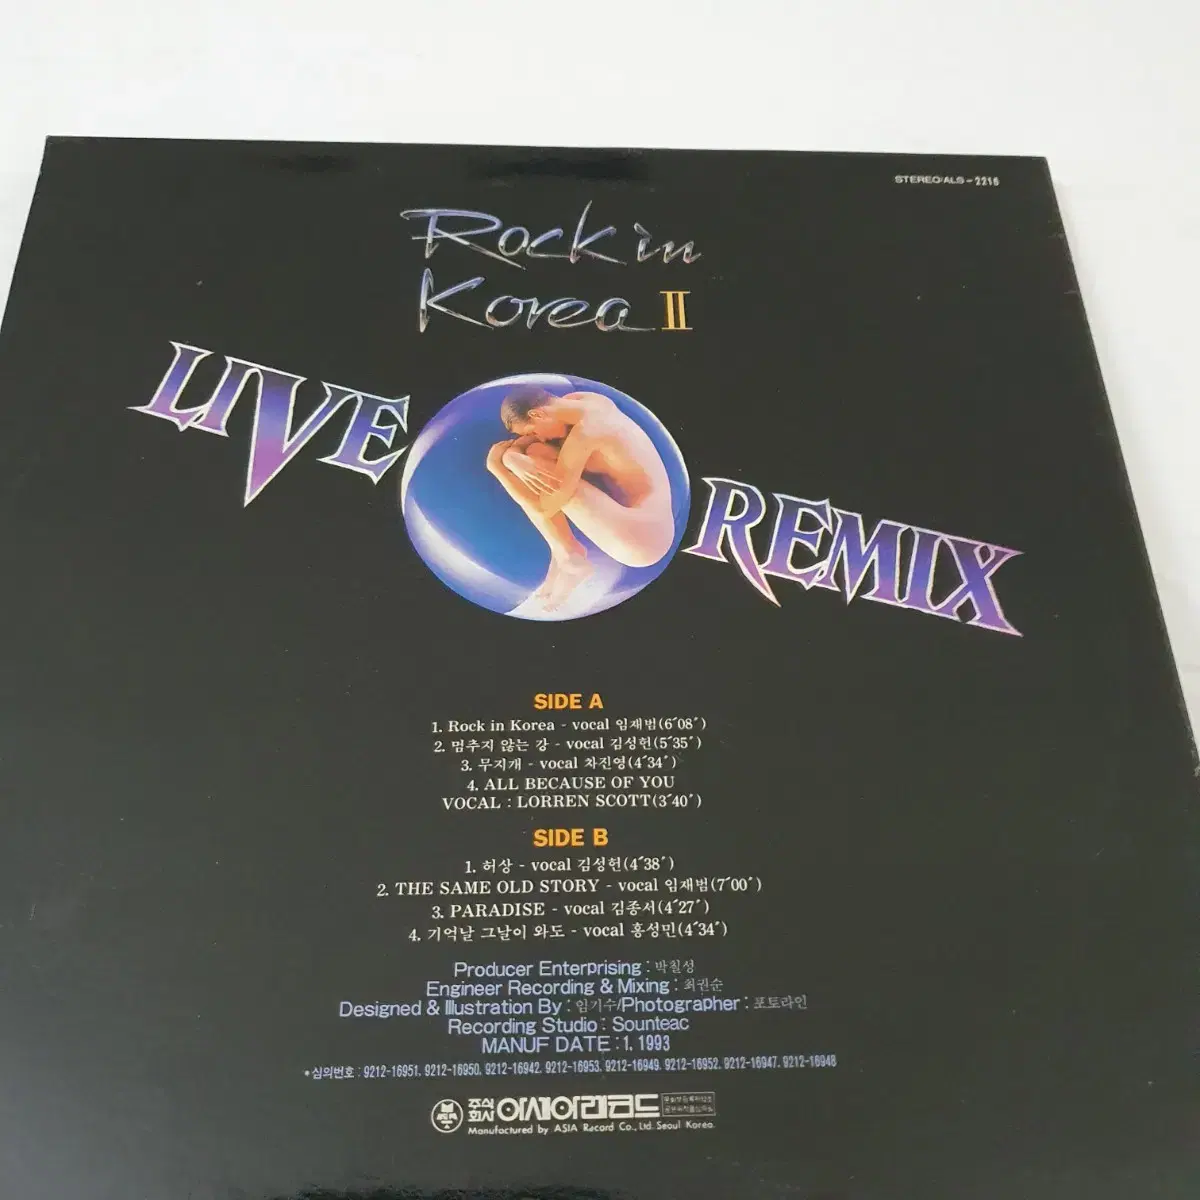 STEREO/ALS-2216
Rock in
Korea II
LIVE
REMIX
SIDE A
1. Rock in Korea - vocal 임재범(6´08˝)
2. 멈추지 않는 강 - vocal 김성헌(5´35˝)
3. 무지개 - vocal 차진영(4´34˝)
4. ALL BECAUSE OF YOU
VOCAL : LORREN SCOTT(3´40˝)
SIDE B
1. 허상 - vocal 김성헌(4´38˝)
2. THE SAME OLD STORY - vocal 임재범(7´00˝)
3. PARADISE - vocal 김종서(4´27˝)
4. 기억날 그날이 와도 - vocal 홍성민(4´34˝)
Producer Enterprising : 박칠성
Engineer Recording & Mixing : 최권순
Designed & Illustration By : 임기수/Photographer : 포토라인
Recording Studio : Sounteac
MANUF DATE : 1. 1993
•심의번호 : 9212-16951. 9212-16950. 9212-16942. 9212-16953. 9212-16949. 9212-16952. 9212-16947. 9212-16948
주식회사 아세아레코드
Manufactured by ASIA Record Co., Ltd. Seoul Korea.